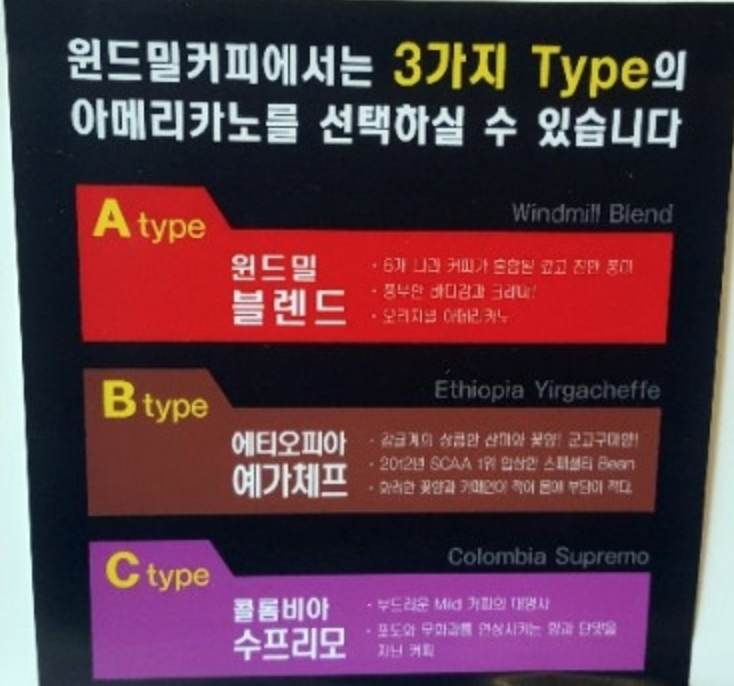 윈드밀커피에서는 3가지 Type의
아메리카노를 선택하실 수 있습니다
A type
Windmill Blend
윈드밀
블렌드
· 6개 나라 커피가 혼합된 깊고 진한 풍미
· 풍부한 바디감과 크레마!
· 오리지널 아메리카노
B type
Ethiopia Yirgacheffe
에티오피아
예가체프
· 감귤계의 상큼한 산미와 꽃향! 군고구마향!
· 2012년 SCAA 1위 입상한 스페셜티 Bean
· 화려한 꽃향과 카페인이 적어 몸에 부담이 적다.
C type
Colombia Supremo
콜롬비아
수프리모
· 부드러운 Mild 커피의 대명사
· 포도와 무화과를 연상시키는 향과 단맛을
지닌 커피